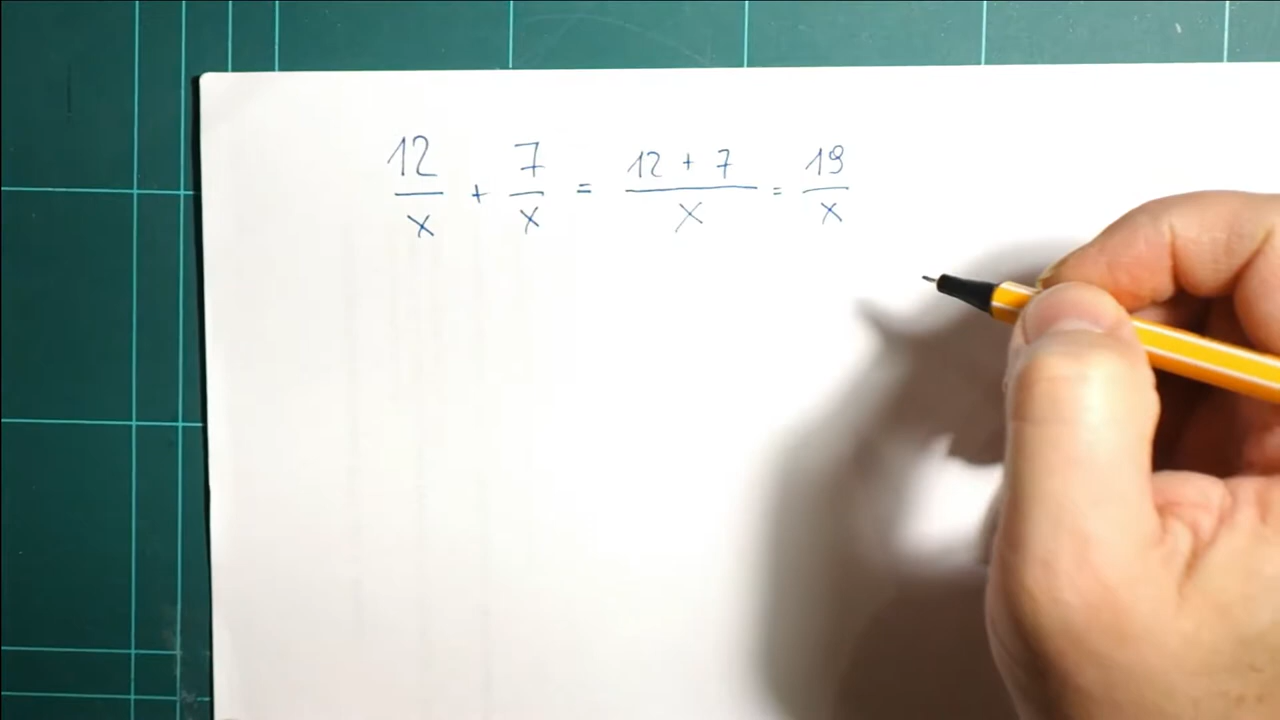 12/x + 7/x = (12 + 7)/x = 19/x